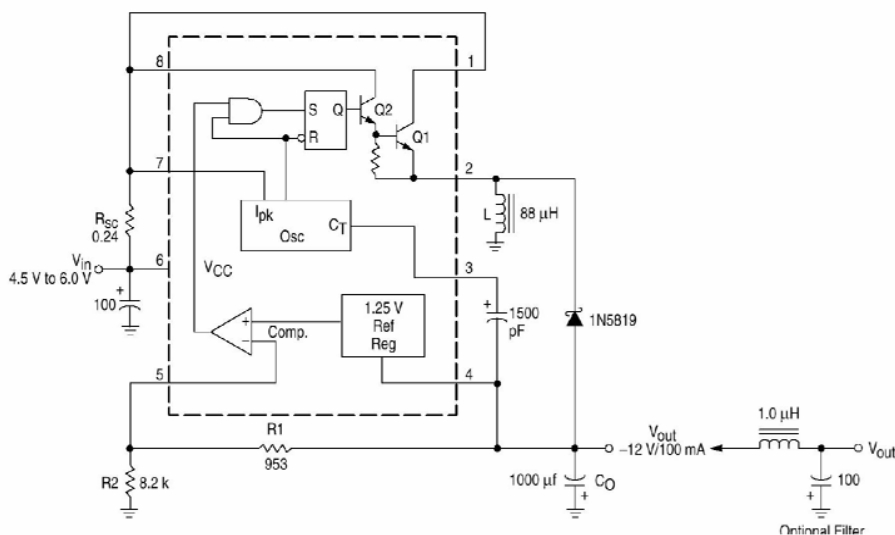 8
1
S
Q
Q2
R
Q1
7
2
Ipk
Osc
CT
L
88 µH
Rsc
0.24
Vin
4.5 V to 6.0 V
6
VCC
3
100
+
+
1500
pF
1N5819
1.25 V
Ref
Reg
+
–
Comp.
5
4
R1
953
Vout
–12 V/100 mA
1.0 µH
Vout
R2
8.2 k
1000 µf
CO
+
100
+
Optional Filter